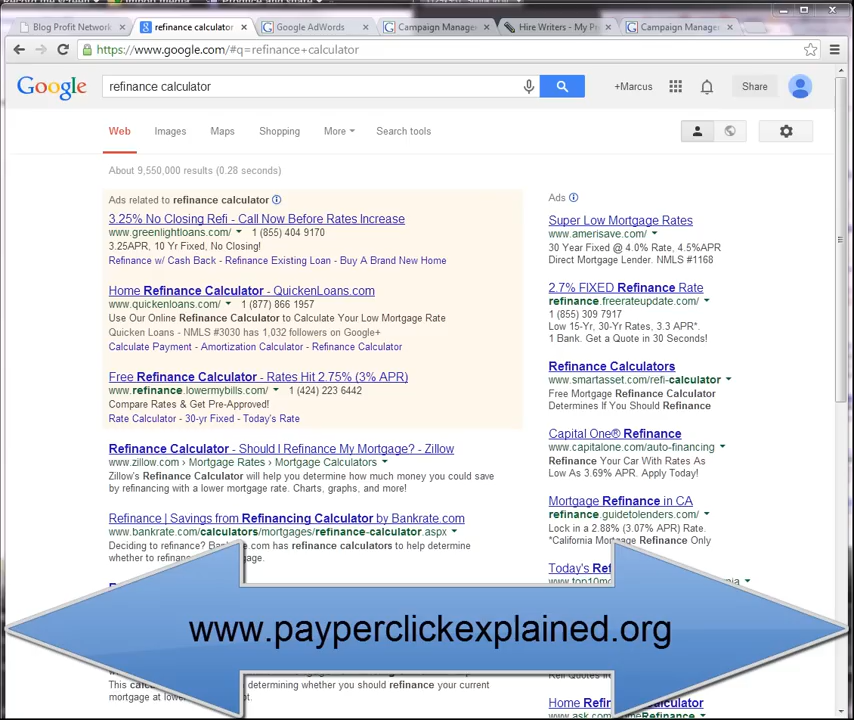 Blog Profit Network
refinance calculator
Google AdWords
Campaign Manage
Hire Writers - My P
Campaign Manage
https://www.google.com/#q=refinance+calculator
Google
refinance calculator
+Marcus
Share
Web Images Maps Shopping More Search tools
About 9,550,000 results (0.28 seconds)
Ads related to refinance calculator
3.25% No Closing Refi - Call Now Before Rates Increase
www.greenlightloans.com/ 1 (855) 404 9170
3.25APR, 10 Yr Fixed, No Closing!
Refinance w/ Cash Back - Refinance Existing Loan - Buy A Brand New Home
Home Refinance Calculator - QuickenLoans.com
www.quickenloans.com/ 1 (877) 866 1957
Use Our Online Refinance Calculator to Calculate Your Low Mortgage Rate
Quicken Loans - NMLS #3030 has 1,032 followers on Google+
Calculate Payment - Amortization Calculator - Refinance Calculator
Free Refinance Calculator - Rates Hit 2.75% (3% APR)
www.refinance.lowermybills.com/ 1 (424) 223 6442
Compare Rates & Get Pre-Approved!
Rate Calculator - 30-yr Fixed - Today's Rate
Refinance Calculator - Should I Refinance My Mortgage? - Zillow
www.zillow.com › Mortgage Rates › Mortgage Calculators
Zillow's Refinance Calculator will help you determine how much money you could save
by refinancing with a lower mortgage rate. Charts, graphs, and more!
Refinance | Savings from Refinancing Calculator by Bankrate.com
www.bankrate.com/calculators/mortgages/refinance-calculator.aspx
Deciding to refinance? Bankrate.com has refinance calculators to help determine
whether to refinance
gage.
This
determining whether you should refinance your current
mortgage at
Ads
Super Low Mortgage Rates
www.amerisave.com/
30 Year Fixed @ 4.0% Rate, 4.5%APR
Direct Mortgage Lender. NMLS #1168
2.7% FIXED Refinance Rate
refinance.freerateupdate.com/
1 (855) 309 7917
Low 15-Yr, 30-Yr Rates, 3.3 APR*.
1 Bank. Get a Quote in 30 Seconds!
Refinance Calculators
www.smartasset.com/refi-calculator
Free Mortgage Refinance Calculator
Determines If You Should Refinance
Capital One® Refinance
www.capitalone.com/auto-financing
Refinance Your Car With Rates As
Low As 3.69% APR. Apply Today!
Mortgage Refinance in CA
refinance.guidetolenders.com/
Lock in a 2.88% (3.07% APR) Rate.
*California Mortgage Refinance Only
Today's
www.top10mo
Home Refinance Calculator
www.ask.com
www.payperclickexplained.org